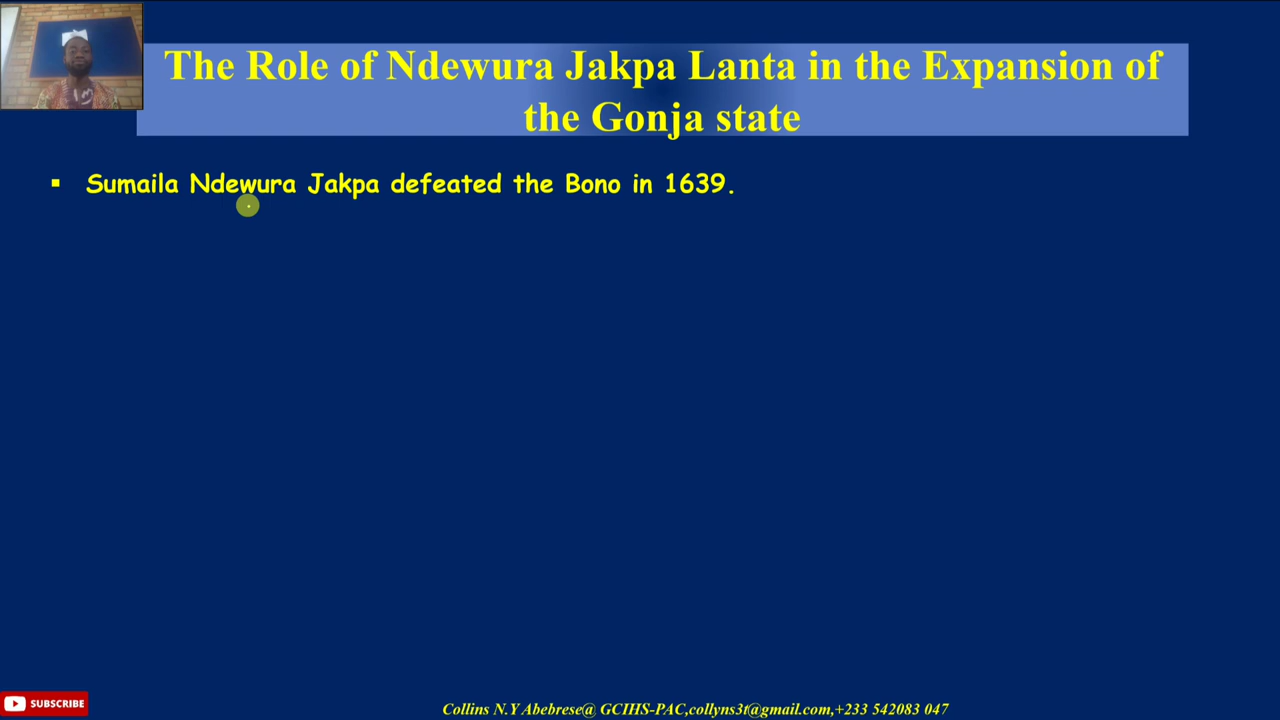 The Role of Ndewura Jakpa Lanta in the Expansion of
the Gonja state
▪ Sumaila Ndewura Jakpa defeated the Bono in 1639.
SUBSCRIBE
Collins N.Y Abebrese@ GCIHS-PAC,collyns3t@gmail.com,+233 542083 047